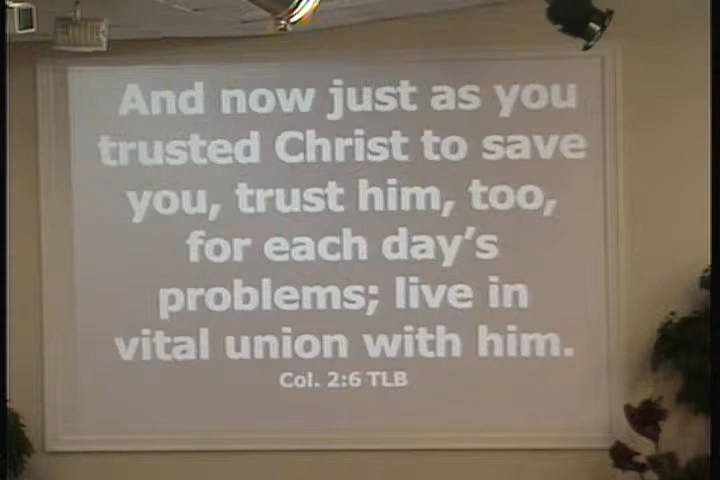 And now just as you
trusted Christ to save
you, trust him, too,
for each day's
problems; live in
vital union with him.
Col. 2:6 TLB